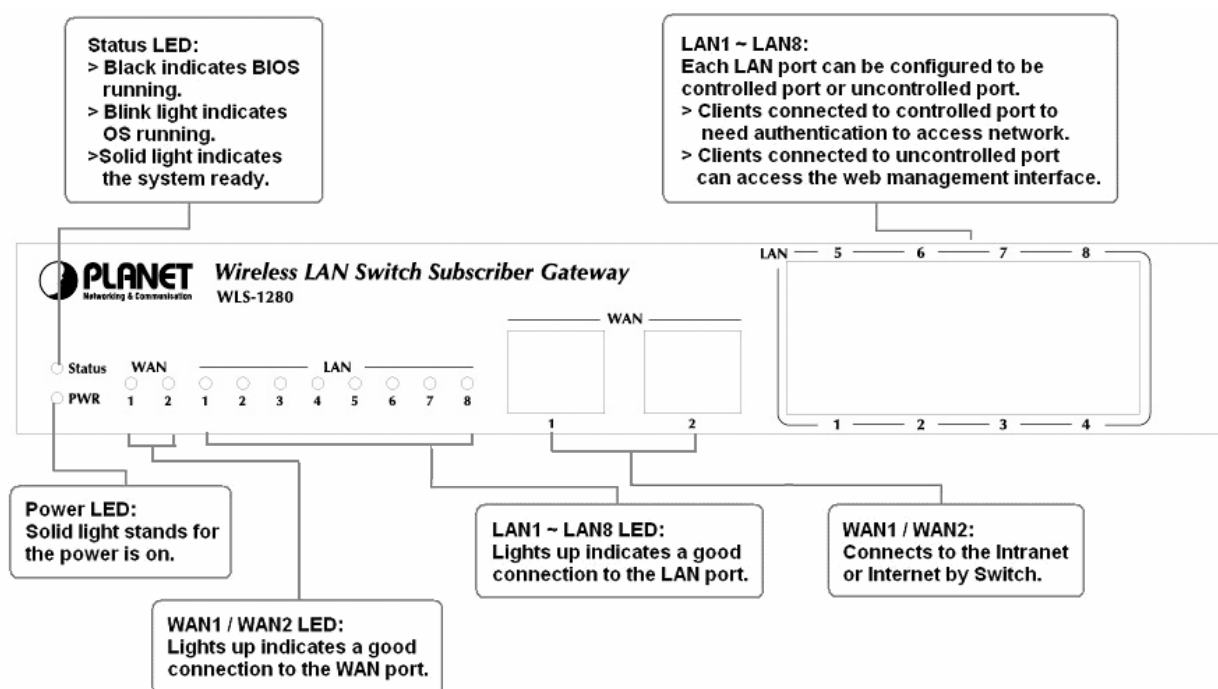 Status LED:
> Black indicates BIOS
running.
> Blink light indicates
OS running.
>Solid light indicates
the system ready.
LAN1 ~ LAN8:
Each LAN port can be configured to be
controlled port or uncontrolled port.
> Clients connected to controlled port to
need authentication to access network.
> Clients connected to uncontrolled port
can access the web management interface.
PLANET
Networking & Communication
Wireless LAN Switch Subscriber Gateway
WLS-1280
LAN 5 6 7 8
WAN
Status WAN LAN
PWR 1 2 1 2 3 4 5 6 7 8
1 2
1 2 3 4
Power LED:
Solid light stands for
the power is on.
LAN1 ~ LAN8 LED:
Lights up indicates a good
connection to the LAN port.
WAN1 / WAN2:
Connects to the Intranet
or Internet by Switch.
WAN1 / WAN2 LED:
Lights up indicates a good
connection to the WAN port.